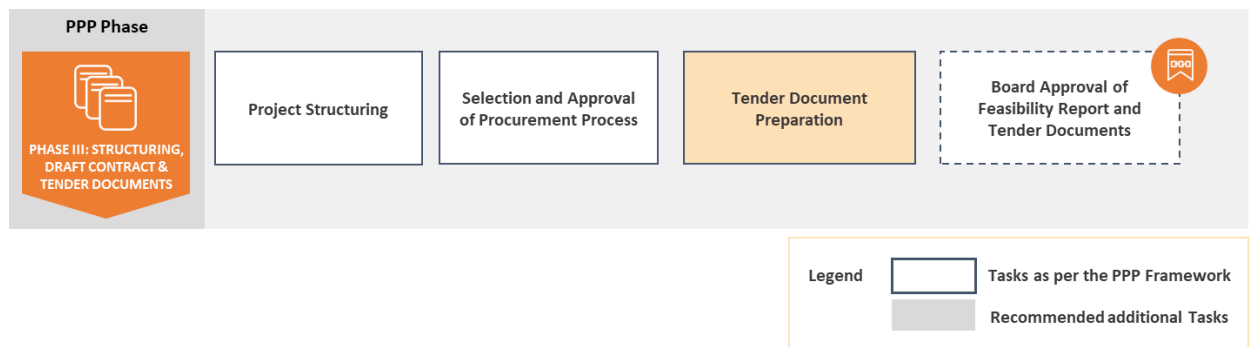 PPP Phase
PHASE III: STRUCTURING,
DRAFT CONTRACT &
TENDER DOCUMENTS
Project Structuring
Selection and Approval
of Procurement Process
Tender Document
Preparation
Board Approval of
Feasibility Report and
Tender Documents
Legend
Tasks as per the PPP Framework
Recommended additional Tasks